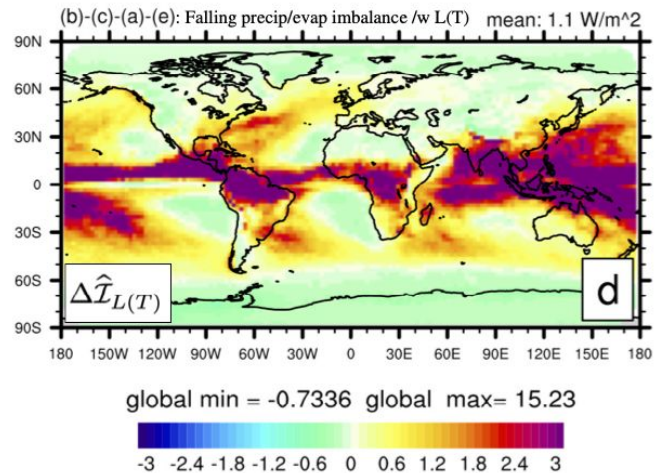 (b)-(c)-(a)-(e): Falling precip/evap imbalance /w L(T) mean: 1.1 W/m^2
90N
60N
30N
0
30S
60S
90S
Δ𝓘̂_{L(T)}
d
180 150W 120W 90W 60W 30W 0 30E 60E 90E 120E 150E 180
global min = -0.7336 global max= 15.23
-3 -2.4 -1.8 -1.2 -0.6 0 0.6 1.2 1.8 2.4 3